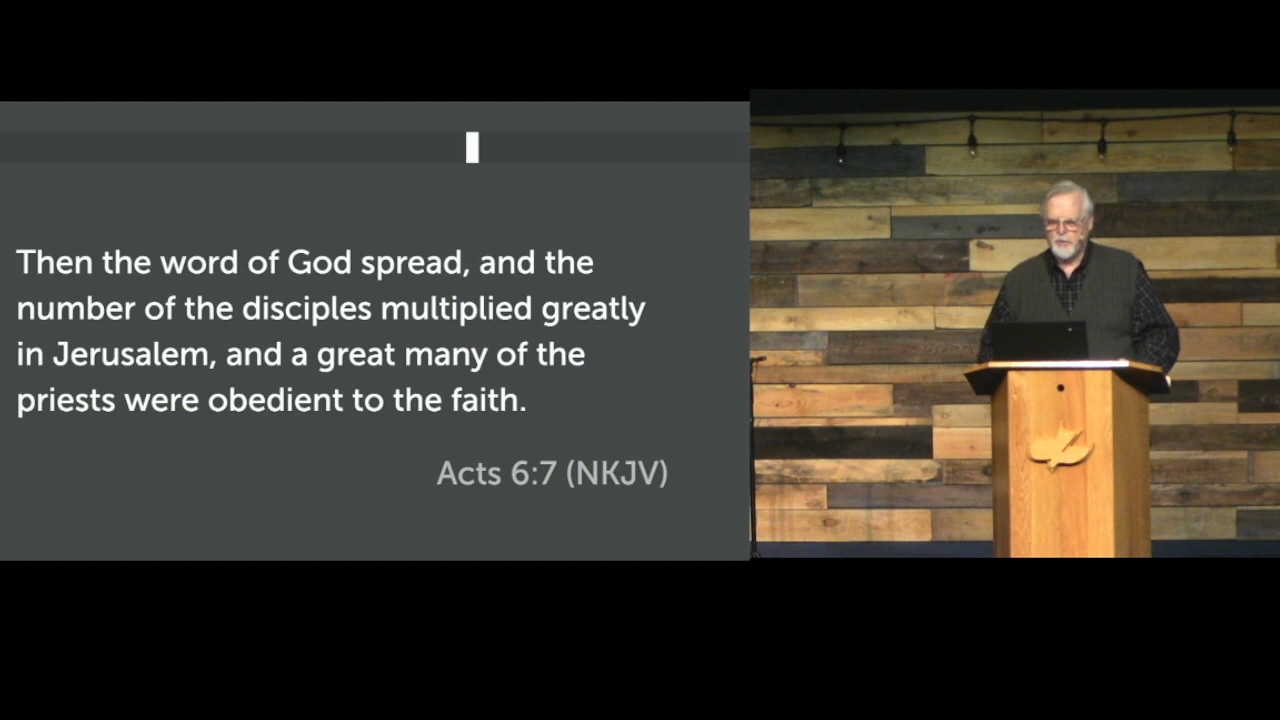 Then the word of God spread, and the
number of the disciples multiplied greatly
in Jerusalem, and a great many of the
priests were obedient to the faith.
Acts 6:7 (NKJV)